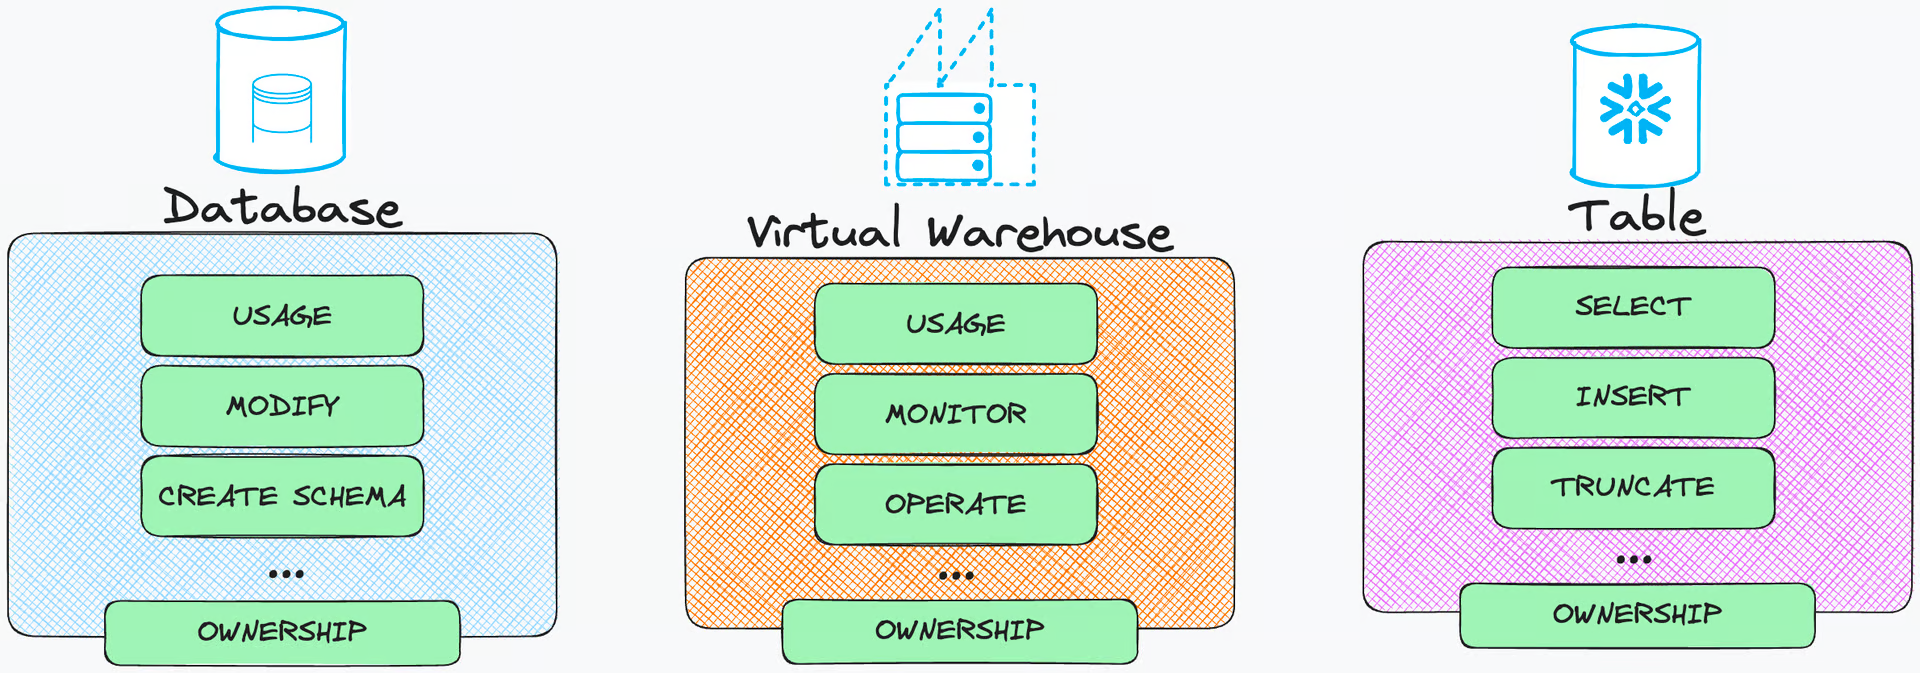 Database
USAGE
MODIFY
CREATE SCHEMA
...
OWNERSHIP
Virtual Warehouse
USAGE
MONITOR
OPERATE
...
OWNERSHIP
Table
SELECT
INSERT
TRUNCATE
...
OWNERSHIP